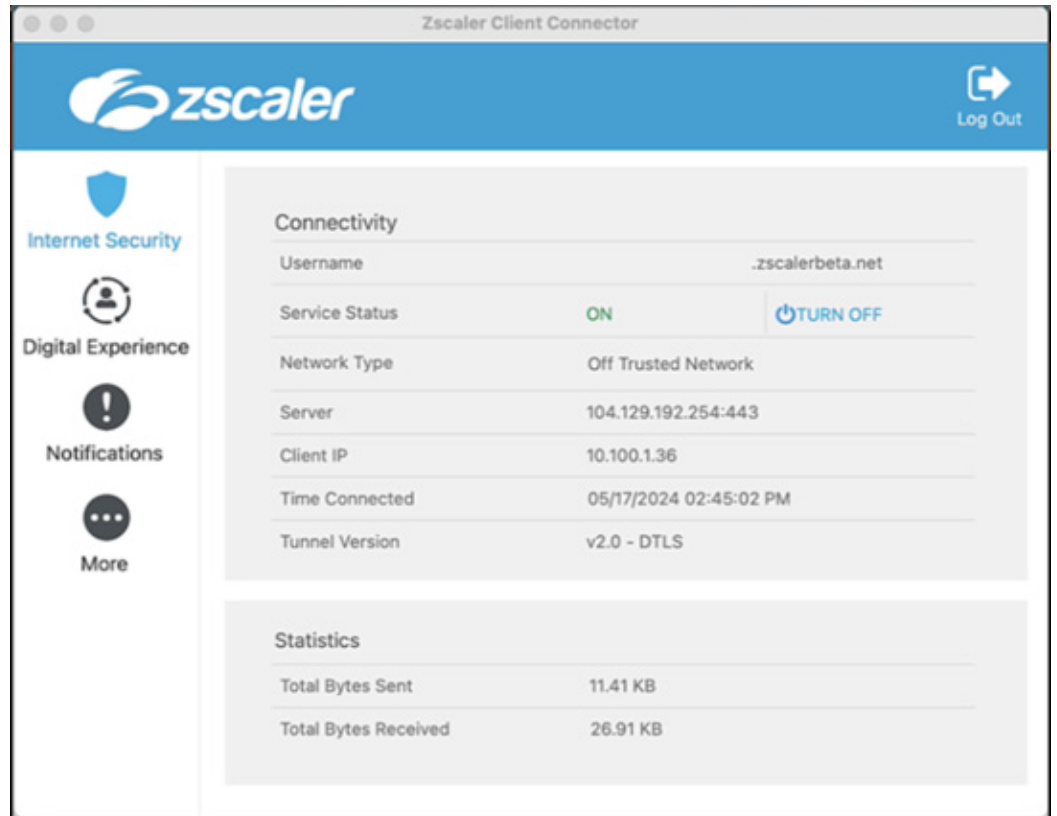 Zscaler Client Connector
zscaler
Log Out
Internet Security
Digital Experience
Notifications
More
Connectivity
Username .zscalerbeta.net
Service Status ON TURN OFF
Network Type Off Trusted Network
Server 104.129.192.254:443
Client IP 10.100.1.36
Time Connected 05/17/2024 02:45:02 PM
Tunnel Version v2.0 - DTLS
Statistics
Total Bytes Sent 11.41 KB
Total Bytes Received 26.91 KB